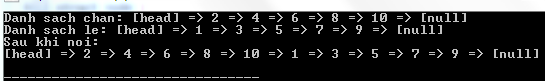 Danh sach chan: [head] => 2 => 4 => 6 => 8 => 10 => [null]
Danh sach le: [head] => 1 => 3 => 5 => 7 => 9 => [null]
Sau khi noi:
[head] => 2 => 4 => 6 => 8 => 10 => 1 => 3 => 5 => 7 => 9 => [null]
--------------------------------